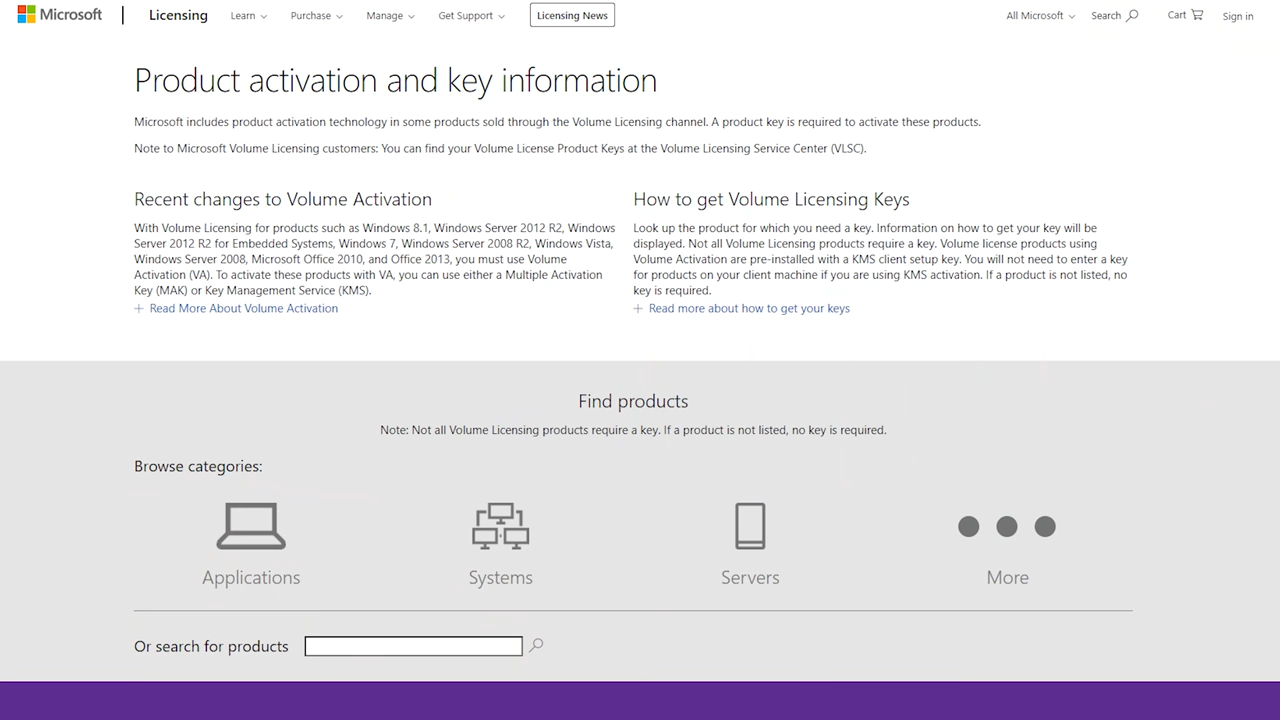 Microsoft Licensing Learn Purchase Manage Get Support Licensing News All Microsoft Search Cart Sign in
Product activation and key information
Microsoft includes product activation technology in some products sold through the Volume Licensing channel. A product key is required to activate these products.
Note to Microsoft Volume Licensing customers: You can find your Volume License Product Keys at the Volume Licensing Service Center (VLSC).
Recent changes to Volume Activation
With Volume Licensing for products such as Windows 8.1, Windows Server 2012 R2, Windows
Server 2012 R2 for Embedded Systems, Windows 7, Windows Server 2008 R2, Windows Vista,
Windows Server 2008, Microsoft Office 2010, and Office 2013, you must use Volume
Activation (VA). To activate these products with VA, you can use either a Multiple Activation
Key (MAK) or Key Management Service (KMS).
+ Read More About Volume Activation
How to get Volume Licensing Keys
Look up the product for which you need a key. Information on how to get your key will be
displayed. Not all Volume Licensing products require a key. Volume license products using
Volume Activation are pre-installed with a KMS client setup key. You will not need to enter a key
for products on your client machine if you are using KMS activation. If a product is not listed, no
key is required.
+ Read more about how to get your keys
Find products
Note: Not all Volume Licensing products require a key. If a product is not listed, no key is required.
Browse categories:
Applications Systems Servers More
Or search for products